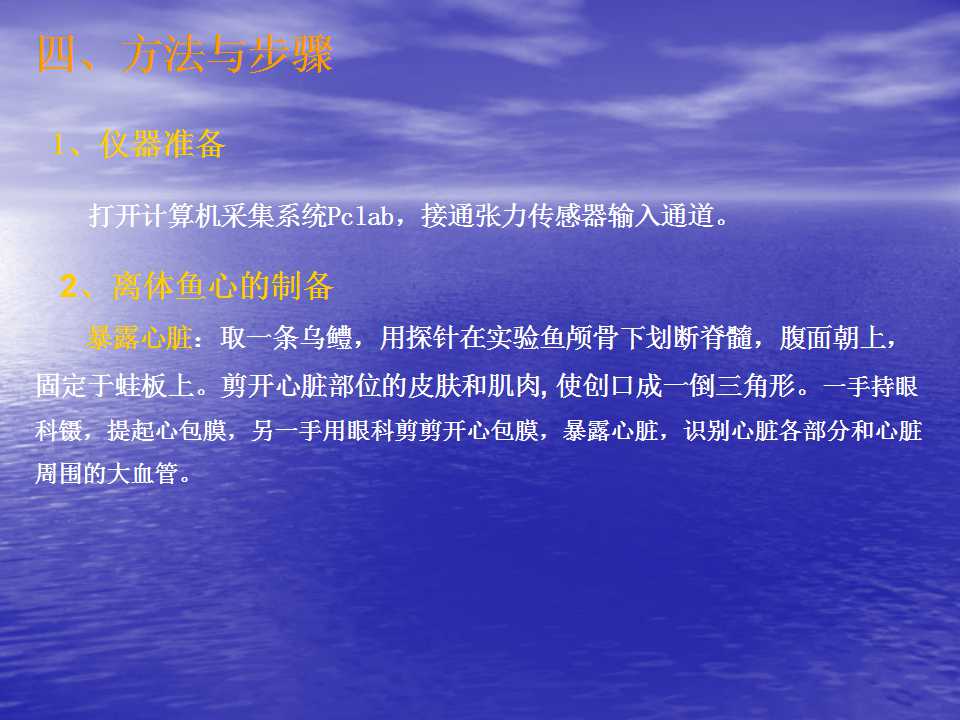 四、方法与步骤
1、仪器准备
打开计算机采集系统Pclab，接通张力传感器输入通道。
2、离体鱼心的制备
暴露心脏：取一条乌鳢，用探针在实验鱼颅骨下划断脊髓，腹面朝上，
固定于蛙板上。剪开心脏部位的皮肤和肌肉,使创口成一倒三角形。一手持眼
科镊，提起心包膜，另一手用眼科剪剪开心包膜，暴露心脏，识别心脏各部分和心脏
周围的大血管。